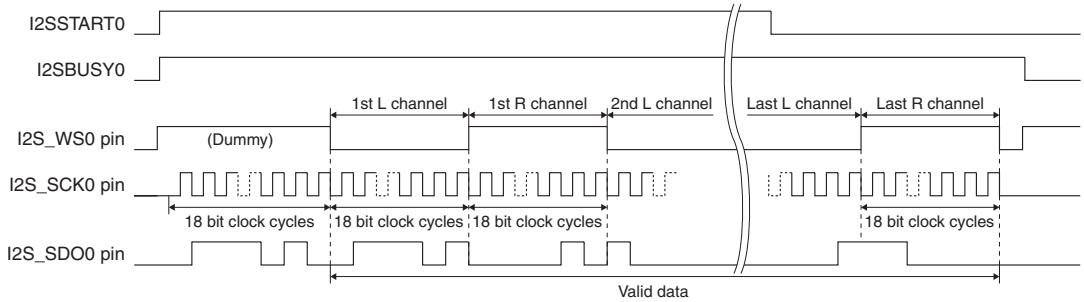 I2SSTART0
I2SBUSY0
1st L channel 1st R channel 2nd L channel Last L channel Last R channel
I2S_WS0 pin (Dummy)
I2S_SCK0 pin
18 bit clock cycles 18 bit clock cycles 18 bit clock cycles 18 bit clock cycles
I2S_SDO0 pin
Valid data